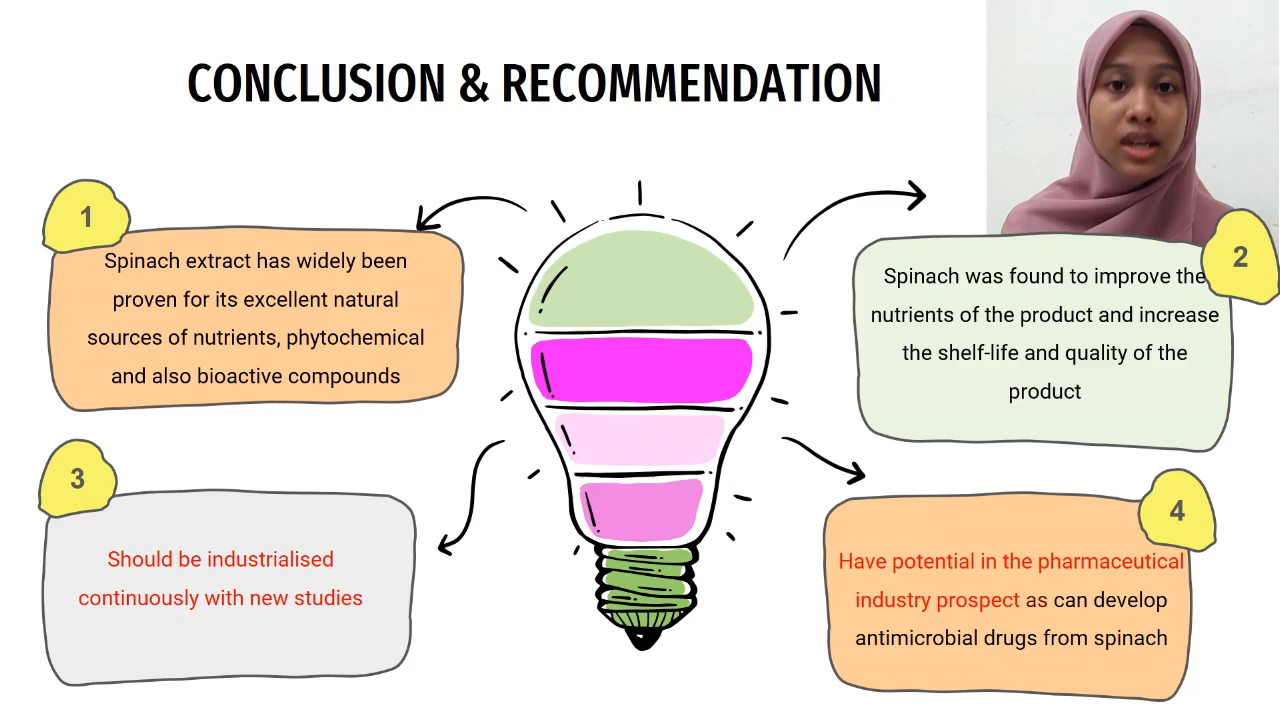 CONCLUSION & RECOMMENDATION
1
Spinach extract has widely been
proven for its excellent natural
sources of nutrients, phytochemical
and also bioactive compounds
2
Spinach was found to improve the
nutrients of the product and increase
the shelf-life and quality of the
product
3
Should be industrialised
continuously with new studies
4
Have potential in the pharmaceutical
industry prospect as can develop
antimicrobial drugs from spinach